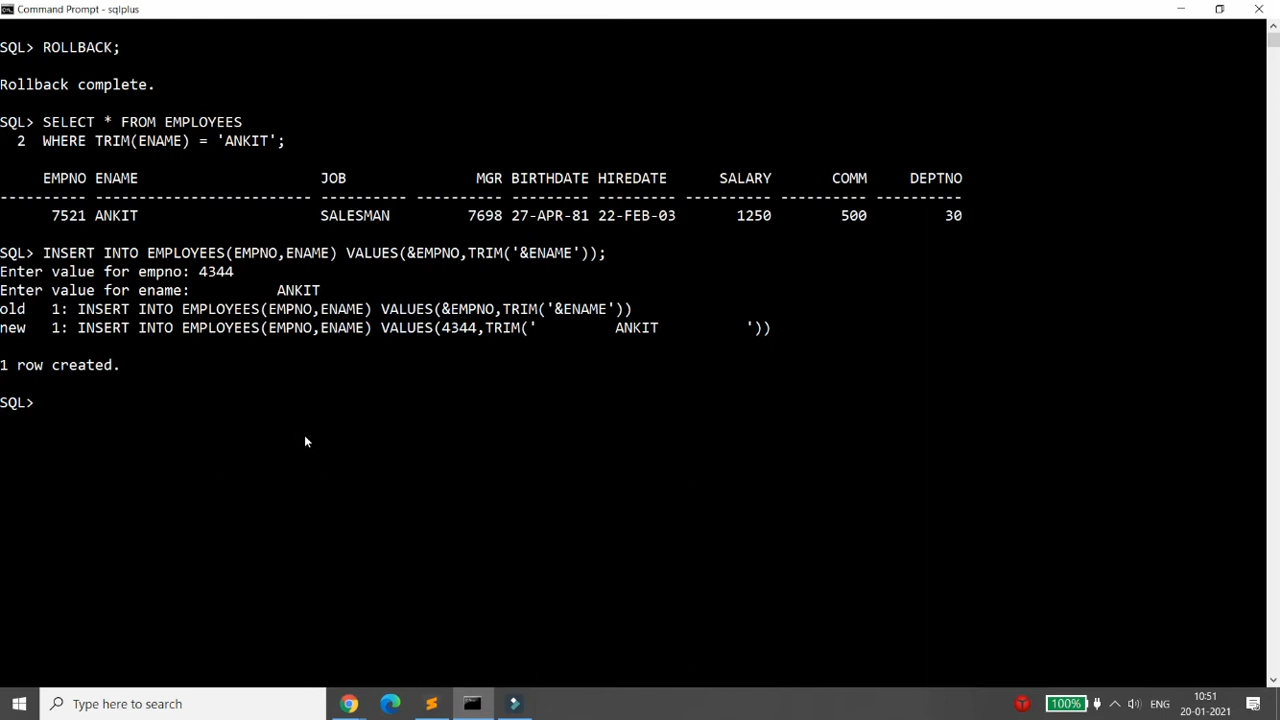 Command Prompt - sqlplus
SQL> ROLLBACK;
Rollback complete.
SQL> SELECT * FROM EMPLOYEES
  2  WHERE TRIM(ENAME) = 'ANKIT';
     EMPNO ENAME                     JOB               MGR BIRTHDATE HIREDATE      SALARY       COMM     DEPTNO
---------- ------------------------- ---------- ---------- --------- --------- ---------- ---------- ----------
      7521 ANKIT                     SALESMAN         7698 27-APR-81 22-FEB-03       1250        500         30
SQL> INSERT INTO EMPLOYEES(EMPNO,ENAME) VALUES(&EMPNO,TRIM('&ENAME'));
Enter value for empno: 4344
Enter value for ename:          ANKIT
old   1: INSERT INTO EMPLOYEES(EMPNO,ENAME) VALUES(&EMPNO,TRIM('&ENAME'))
new   1: INSERT INTO EMPLOYEES(EMPNO,ENAME) VALUES(4344,TRIM('         ANKIT          '))
1 row created.
SQL>
Type here to search
100%
ENG
10:51
20-01-2021